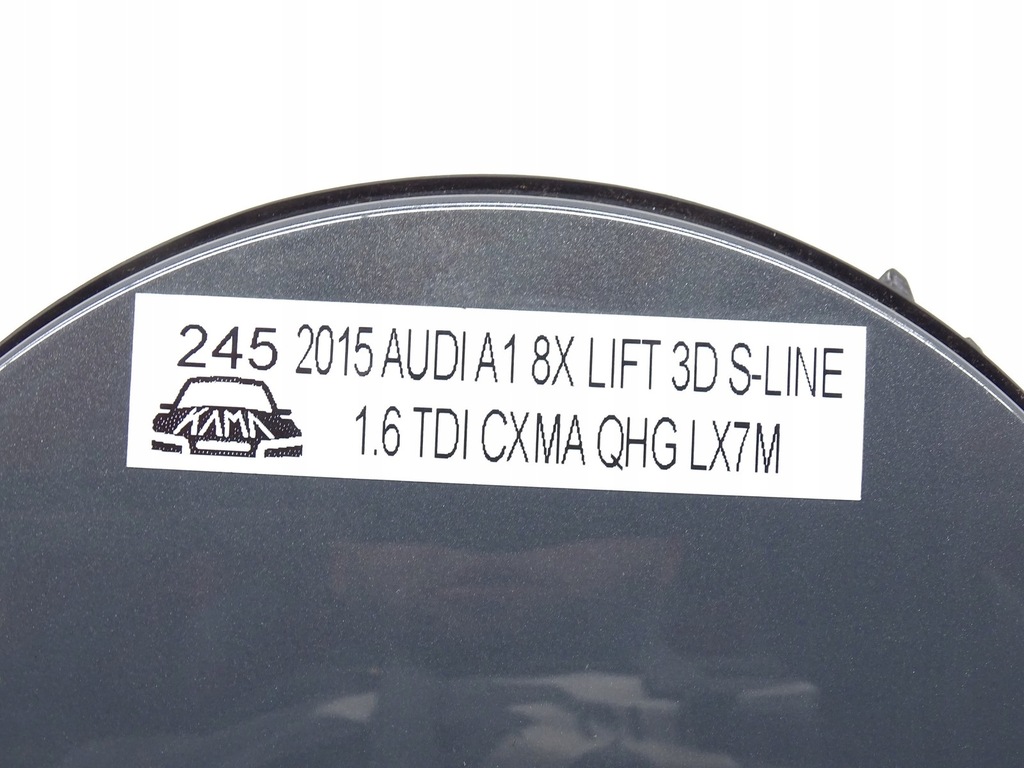 245 2015 AUDI A1 8X LIFT 3D S-LINE
KAMA 1.6 TDI CXMA QHG LX7M